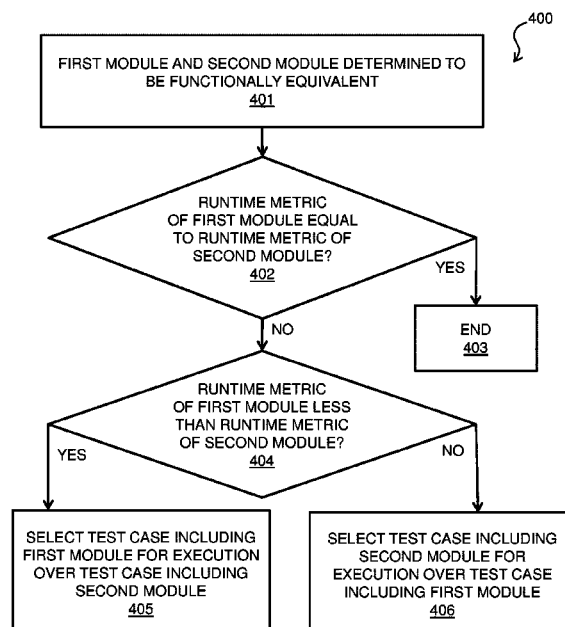 400
FIRST MODULE AND SECOND MODULE DETERMINED TO
BE FUNCTIONALLY EQUIVALENT
401
RUNTIME METRIC
OF FIRST MODULE EQUAL
TO RUNTIME METRIC OF
SECOND MODULE?
402
YES
END
403
NO
RUNTIME METRIC
OF FIRST MODULE LESS
THAN RUNTIME METRIC
OF SECOND MODULE?
404
YES
NO
SELECT TEST CASE INCLUDING
FIRST MODULE FOR EXECUTION
OVER TEST CASE INCLUDING
SECOND MODULE
405
SELECT TEST CASE INCLUDING
SECOND MODULE FOR
EXECUTION OVER TEST CASE
INCLUDING FIRST MODULE
406